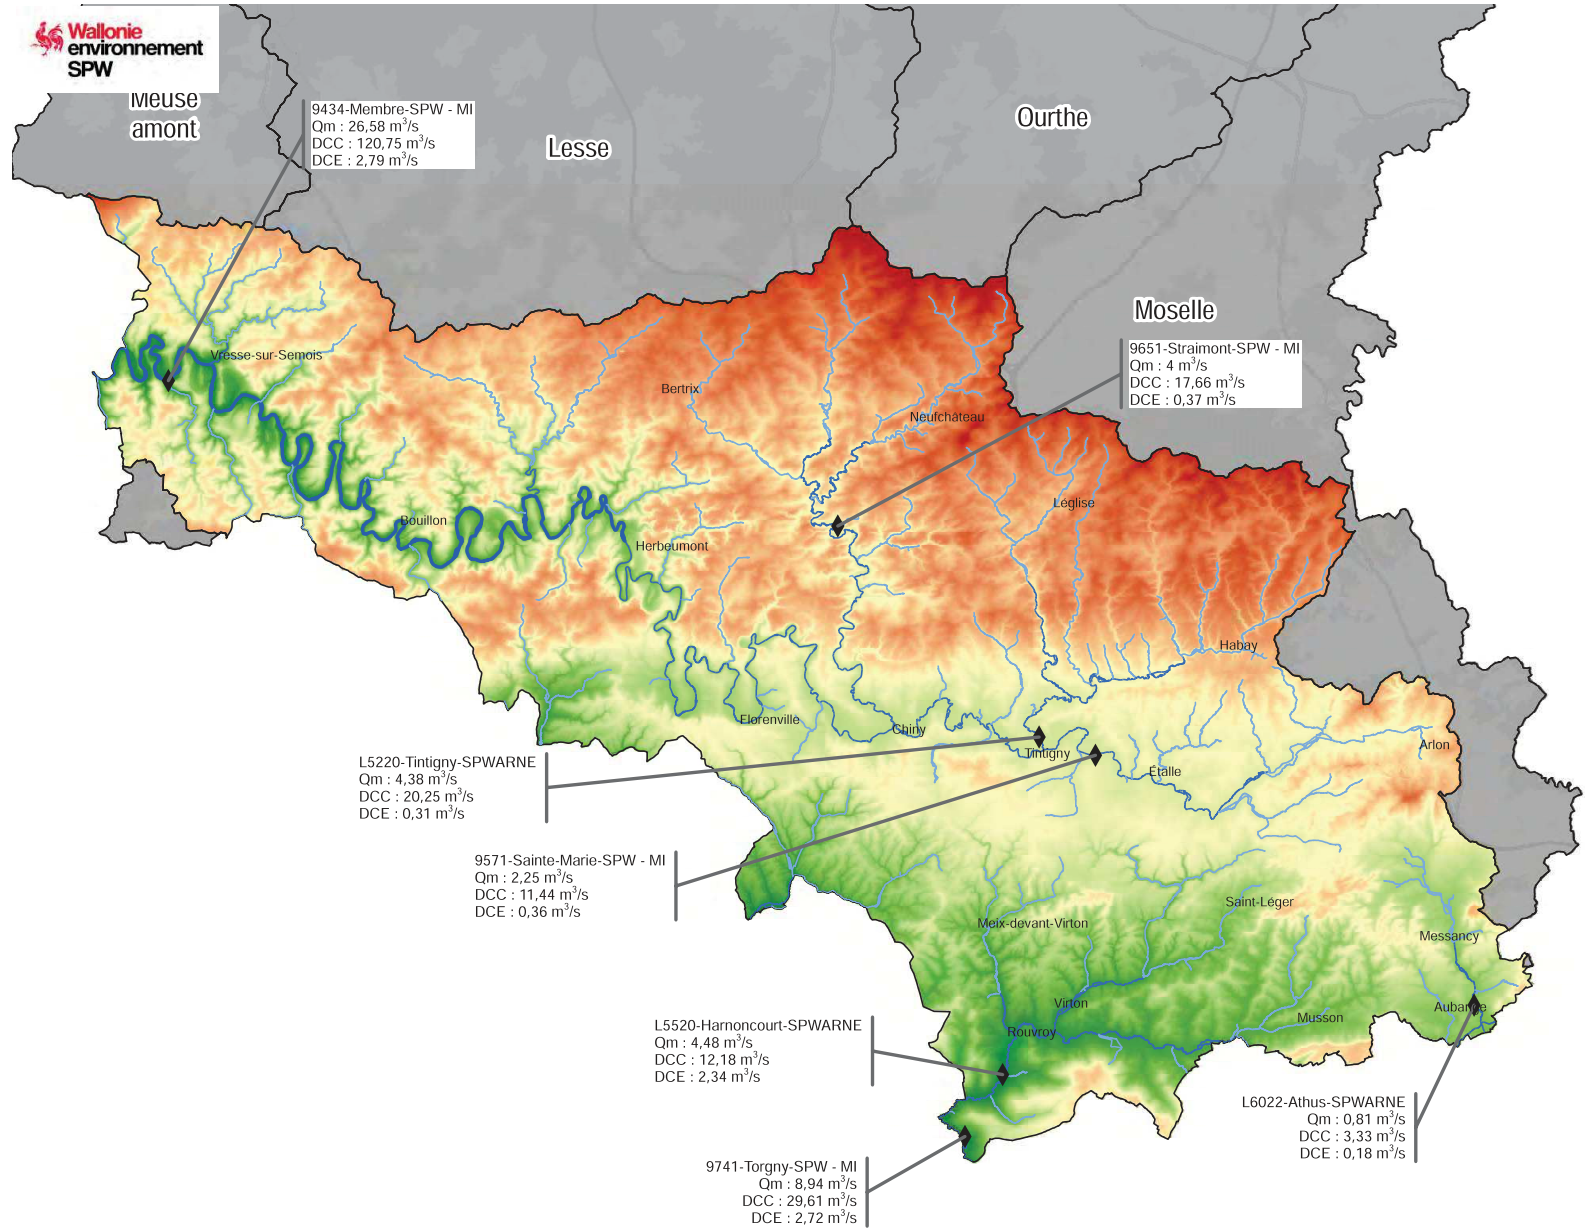 Wallonie
environnement
SPW
Meuse
amont
Lesse
Ourthe
Moselle
9434-Membre-SPW - MI
Qm : 26,58 m³/s
DCC : 120,75 m³/s
DCE : 2,79 m³/s
9651-Straimont-SPW - MI
Qm : 4 m³/s
DCC : 17,66 m³/s
DCE : 0,37 m³/s
Vresse-sur-Semois
Bertrix
Neufchâteau
Léglise
Bouillon
Herbeumont
Habay
Florenville
Chiny
Tintigny
Étalle
Arlon
L5220-Tintigny-SPWARNE
Qm : 4,38 m³/s
DCC : 20,25 m³/s
DCE : 0,31 m³/s
9571-Sainte-Marie-SPW - MI
Qm : 2,25 m³/s
DCC : 11,44 m³/s
DCE : 0,36 m³/s
Saint-Léger
Meix-devant-Virton
Messancy
Virton
Aubange
Musson
Rouvroy
L5520-Harnoncourt-SPWARNE
Qm : 4,48 m³/s
DCC : 12,18 m³/s
DCE : 2,34 m³/s
L6022-Athus-SPWARNE
Qm : 0,81 m³/s
DCC : 3,33 m³/s
DCE : 0,18 m³/s
9741-Torgny-SPW - MI
Qm : 8,94 m³/s
DCC : 29,61 m³/s
DCE : 2,72 m³/s